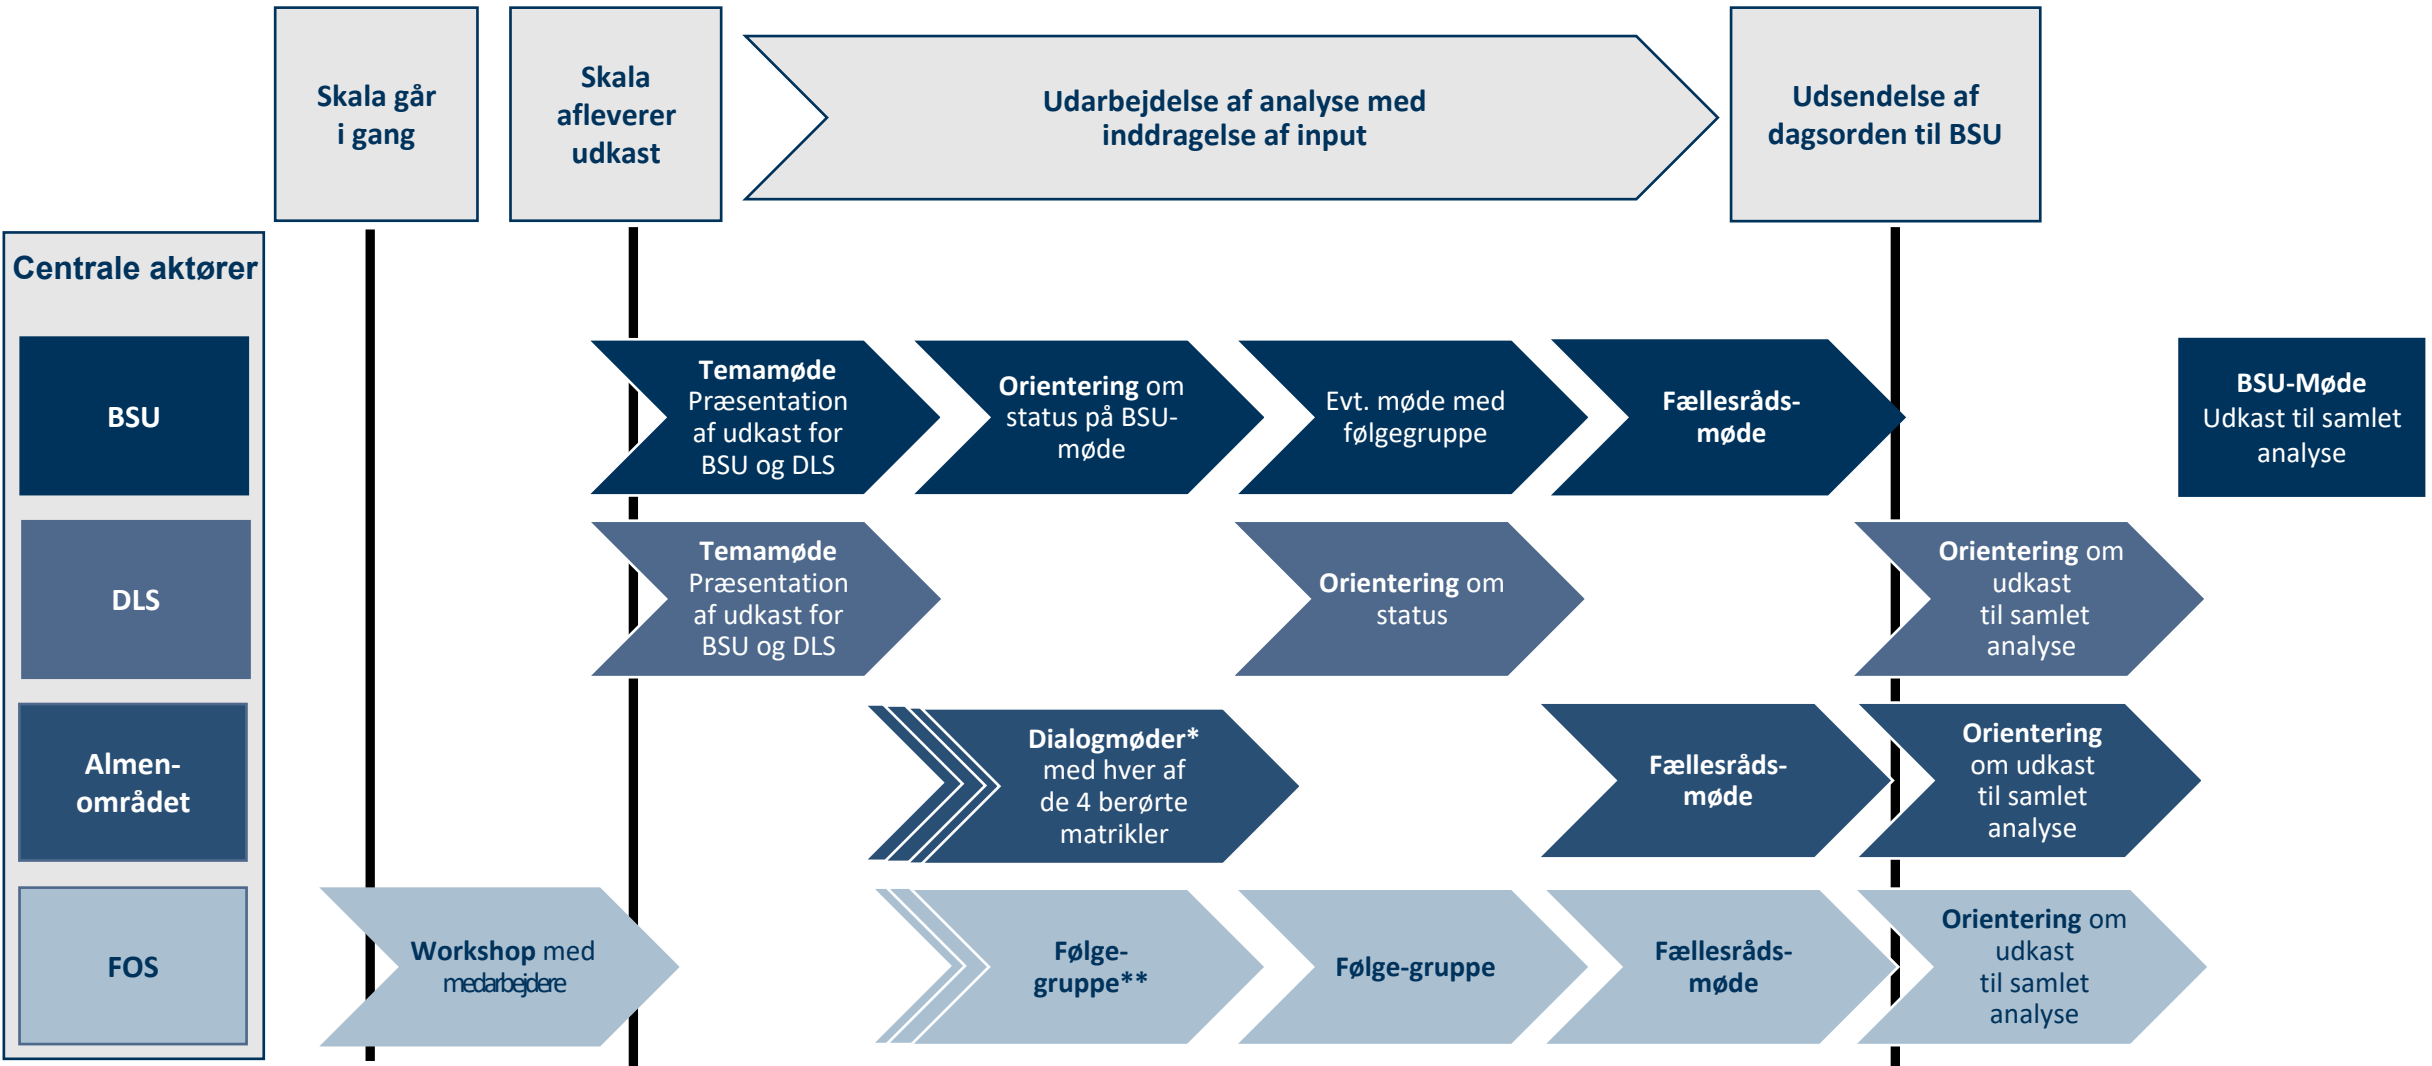 Skala går
i gang
Skala
afleverer
udkast
Udarbejdelse af analyse med
inddragelse af input
Udsendelse af
dagsorden til BSU
Centrale aktører
BSU
Temamøde
Præsentation
af udkast for
BSU og DLS
Orientering om
status på BSU-
møde
Evt. møde med
følgegruppe
Fællesråds-
møde
BSU-Møde
Udkast til samlet
analyse
DLS
Temamøde
Præsentation
af udkast for
BSU og DLS
Orientering om
status
Orientering om
udkast
til samlet
analyse
Almen-
området
Dialogmøder*
med hver af
de 4 berørte
matrikler
Fællesråds-
møde
Orientering
om udkast
til samlet
analyse
FOS
Workshop med
medarbejdere
Følge-
gruppe**
Følge-gruppe
Fællesråds-
møde
Orientering om
udkast
til samlet
analyse